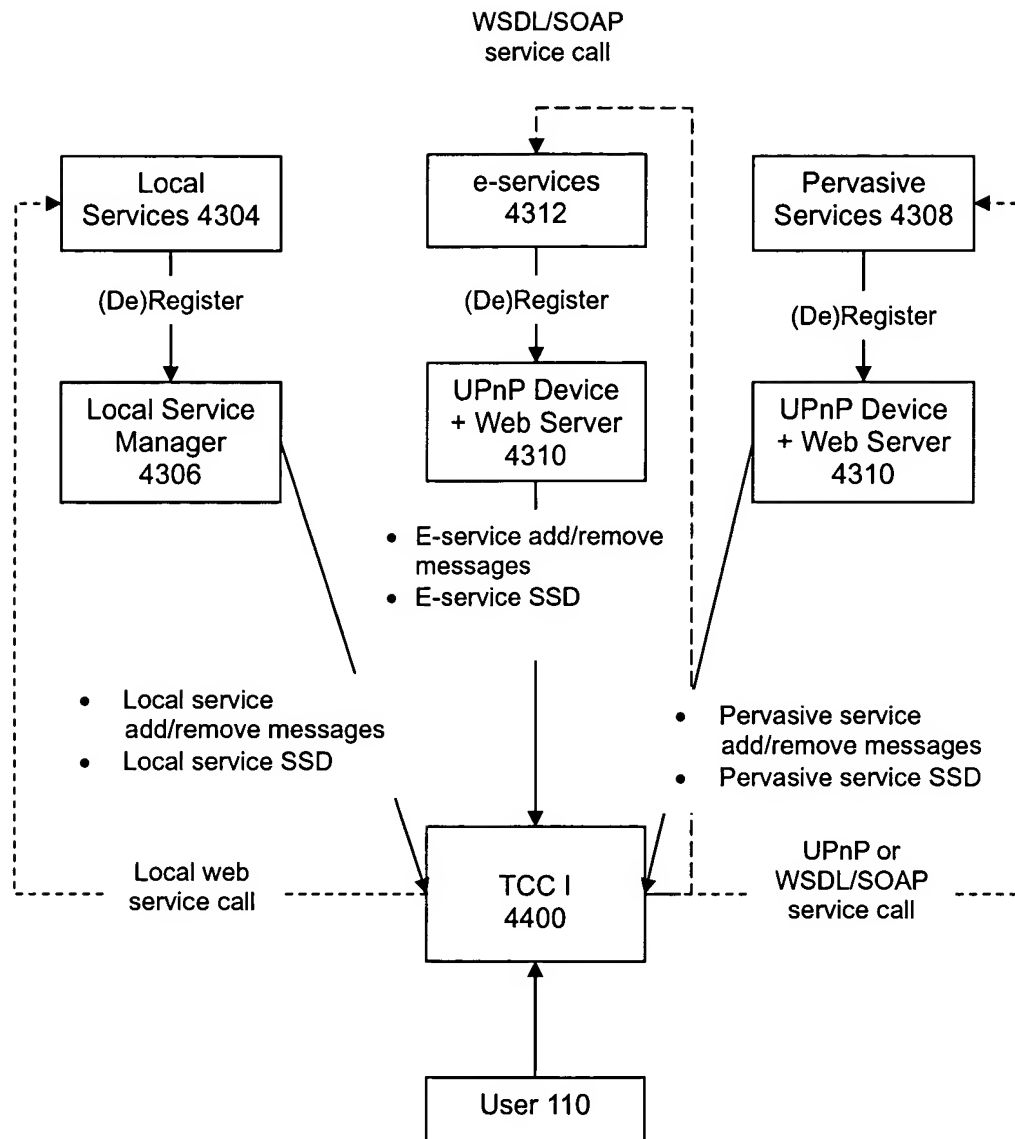 WSDL/SOAP
service call
Local
Services 4304
e-services
4312
Pervasive
Services 4308
(De)Register
(De)Register
(De)Register
Local Service
Manager
4306
UPnP Device
+ Web Server
4310
UPnP Device
+ Web Server
4310
• E-service add/remove
messages
• E-service SSD
• Local service
add/remove messages
• Local service SSD
• Pervasive service
add/remove messages
• Pervasive service SSD
Local web
service call
TCC I
4400
UPnP or
WSDL/SOAP
service call
User 110